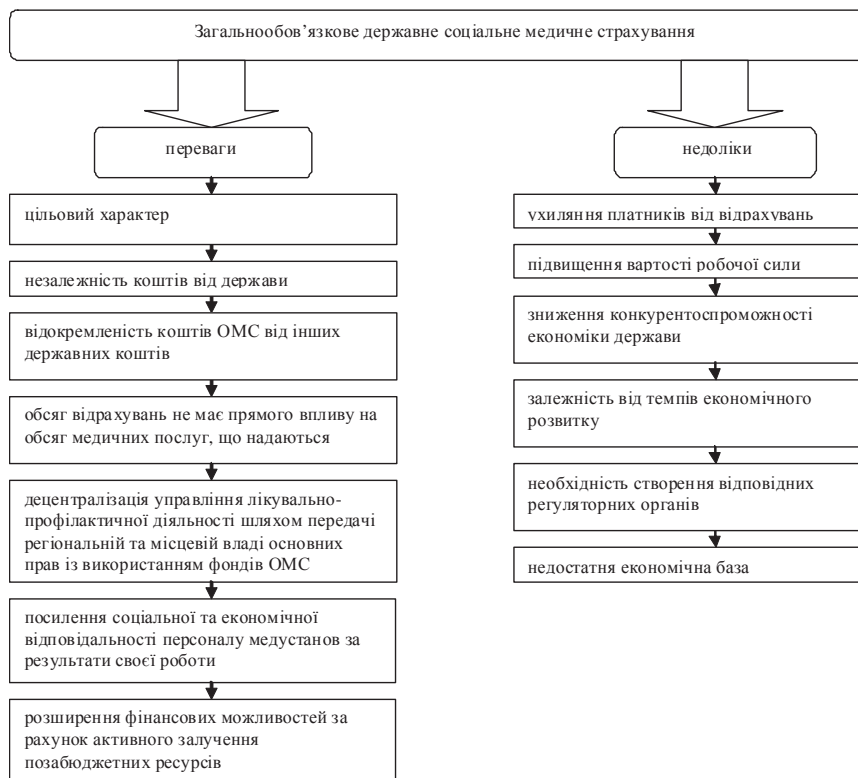 Загальнообов’язкове державне соціальне медичне страхування
переваги
цільовий характер
незалежність коштів від держави
відокремленість коштів ОМС від інших
державних коштів
обсяг відрахувань не має прямого впливу на
обсяг медичних послуг, що надаються
децентралізація управління лікувально-
профілактичної діяльності шляхом передачі
регіональній та місцевій владі основних
прав із використанням фондів ОМС
посилення соціальної та економічної
відповідальності персоналу медустанов за
результати своєї роботи
розширення фінансових можливостей за
рахунок активного залучення
позабюджетних ресурсів
недоліки
ухиляння платників від відрахувань
підвищення вартості робочої сили
зниження конкурентоспроможності
економіки держави
залежність від темпів економічного
розвитку
необхідність створення відповідних
регуляторних органів
недостатня економічна база